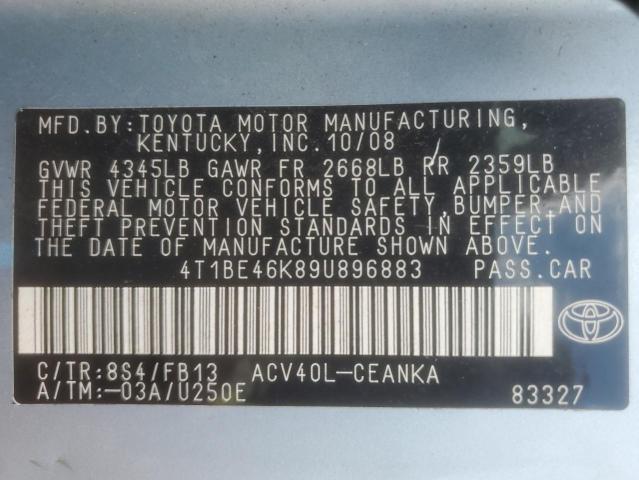 MFD.BY:TOYOTA MOTOR MANUFACTURING,
KENTUCKY,INC.10/08
GVWR 4345LB GAWR FR 2668LB RR 2359LB
THIS VEHICLE CONFORMS TO ALL APPLICABLE
FEDERAL MOTOR VEHICLE SAFETY,BUMPER,AND
THEFT PREVENTION STANDARDS IN EFFECT ON
THE DATE OF MANUFACTURE SHOWN ABOVE.
4T1BE46K89U896883 PASS.CAR
C/TR:8S4/FB13 ACV40L-CEANKA
A/TM:-03A/U250E 83327